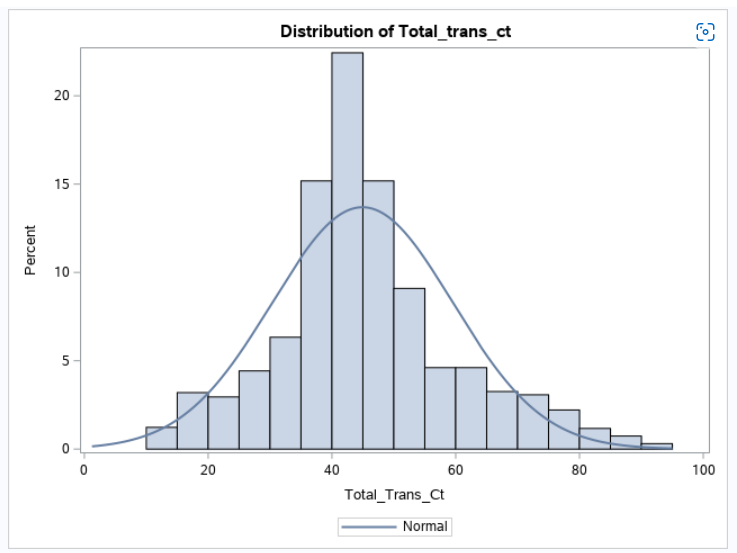 Distribution of Total_trans_ct
20
15
10
5
0
Percent
0 20 40 60 80 100
Total_Trans_Ct
Normal